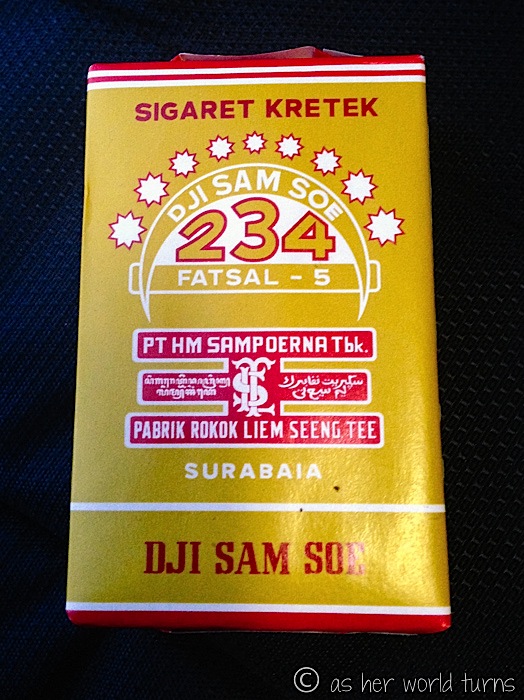 SIGARET KRETEK
DJI SAM SOE
234
FATSAL - 5
PT HM SAMPOERNA Tbk.
PABRIK ROKOK LIEM SEENG TEE
SURABAIA
DJI SAM SOE
© as her world turns